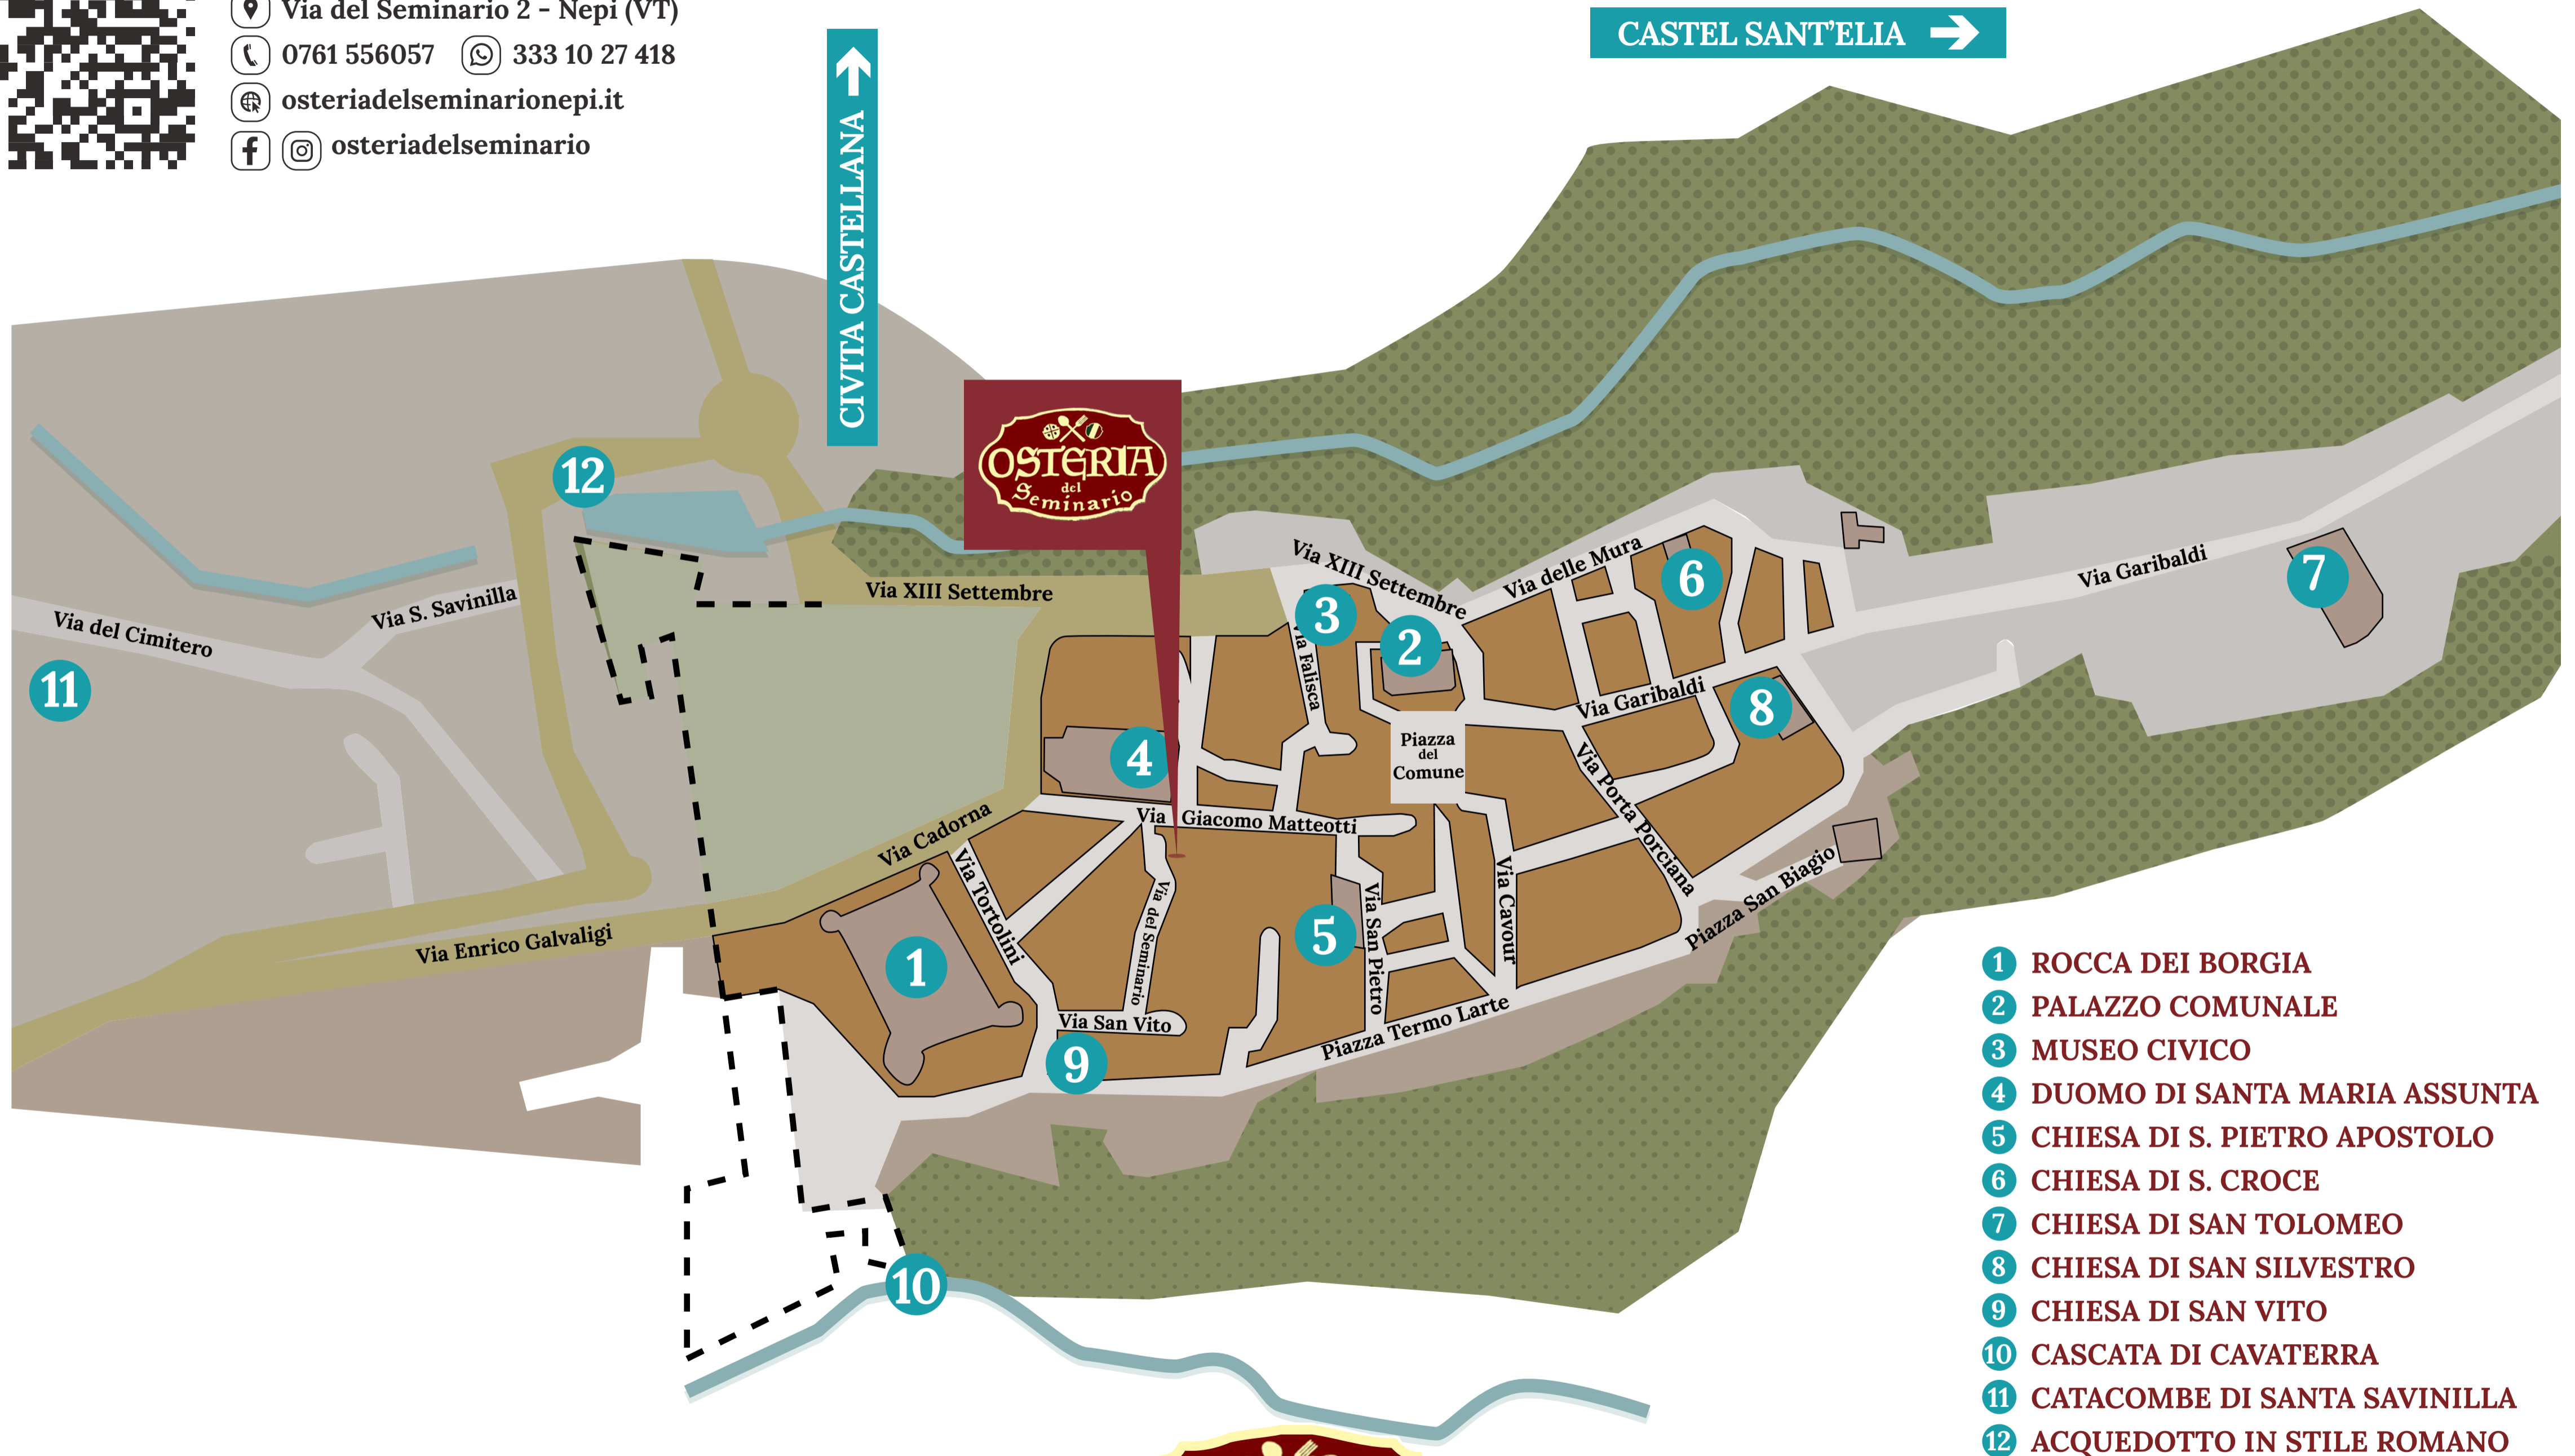 Via del Seminario 2 - Nepi (VT)
0761 556057
333 10 27 418
osteriadelseminarionepi.it
osteriadelseminario
CIVITA CASTELLANA
CASTEL SANT'ELIA
OSTERIA
del
Seminario
12
Via XIII Settembre
Via XIII Settembre
Via delle Mura
6
Via Garibaldi
7
Via del Cimitero
Via S. Savinilla
11
3
2
Via Falisca
Via Garibaldi
8
4
Piazza
del
Comune
Via Cadorna
Via Giacomo Matteotti
Via Porta Porciana
Via Tortolini
Via del Seminario
Via San Pietro
Via Cavour
Piazza San Biagio
Via Enrico Galvaligi
1
5
Via San Vito
Piazza Termo Larte
9
10
1 ROCCA DEI BORGIA
2 PALAZZO COMUNALE
3 MUSEO CIVICO
4 DUOMO DI SANTA MARIA ASSUNTA
5 CHIESA DI S. PIETRO APOSTOLO
6 CHIESA DI S. CROCE
7 CHIESA DI SAN TOLOMEO
8 CHIESA DI SAN SILVESTRO
9 CHIESA DI SAN VITO
10 CASCATA DI CAVATERRA
11 CATACOMBE DI SANTA SAVINILLA
12 ACQUEDOTTO IN STILE ROMANO